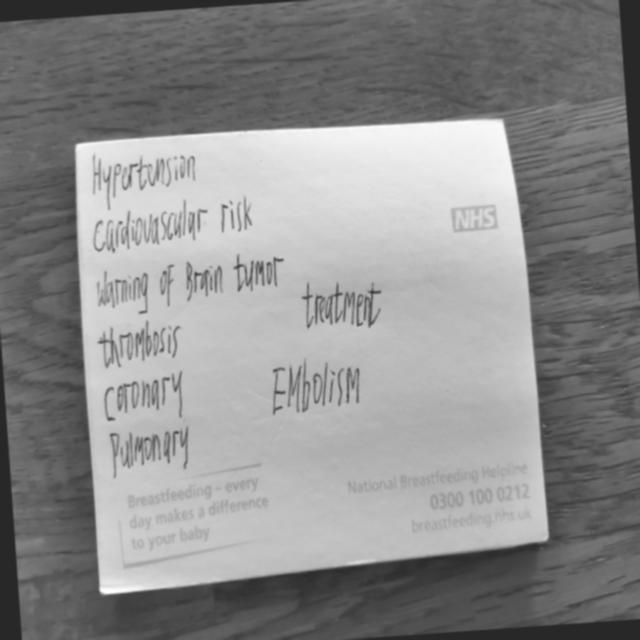 Hypertension
Cardiovascular risk
NHS
Warning of Brain tumor
treatment
thrombosis
Coronary
EMbolisM
Pulmonary
Breastfeeding – every
day makes a difference
to your baby
National Breastfeeding Helpline
0300 100 0212
breastfeeding.nhs.uk